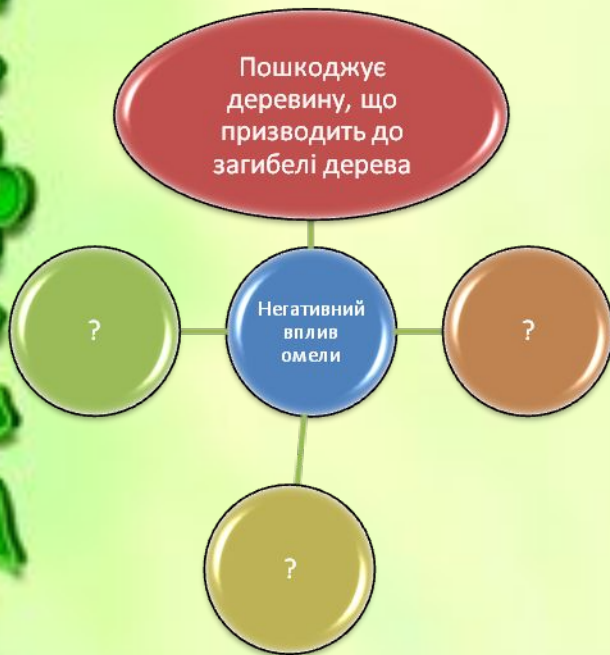 Пошкоджує
деревину, що
призводить до
загибелі дерева
?
Негативний
вплив
омели
?
?